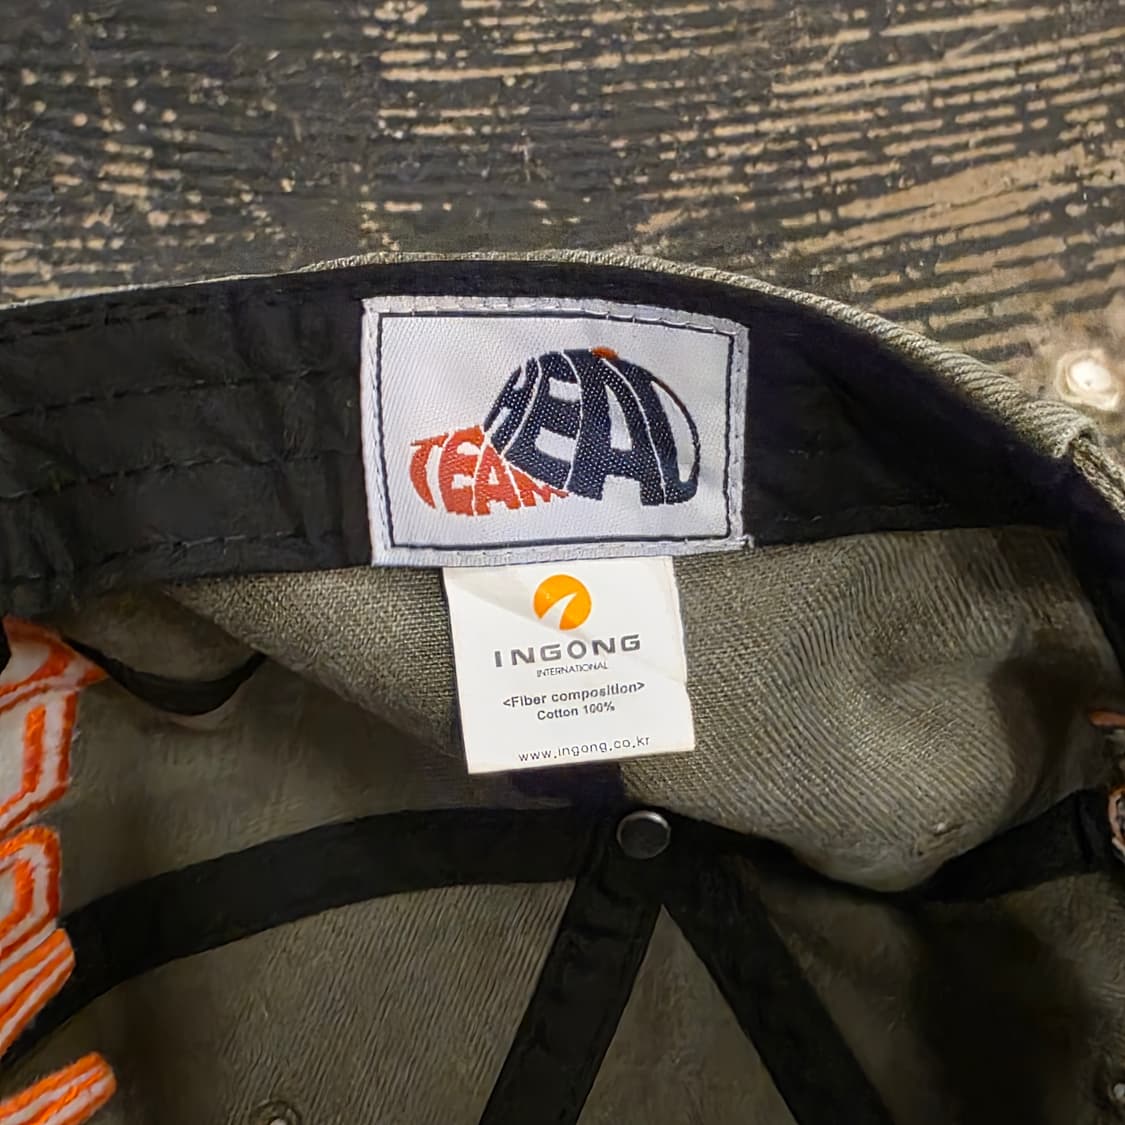 TEAM HEAD
INGONG
INTERNATIONAL
<Fiber composition>
Cotton 100%
www.ingong.co.kr